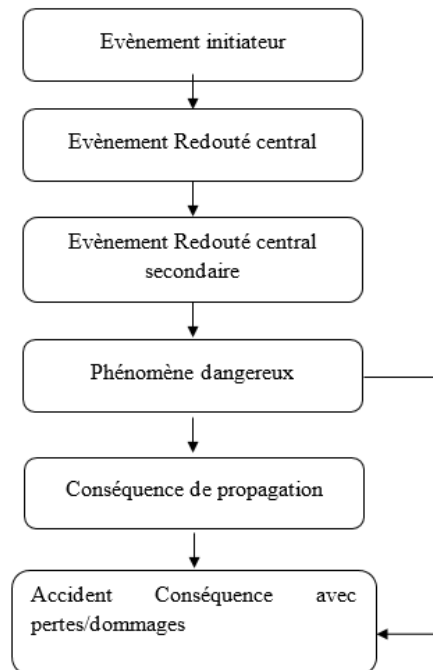 Evènement initiateur
Evènement Redouté central
Evènement Redouté central
secondaire
Phénomène dangereux
Conséquence de propagation
Accident Conséquence avec
pertes/dommages